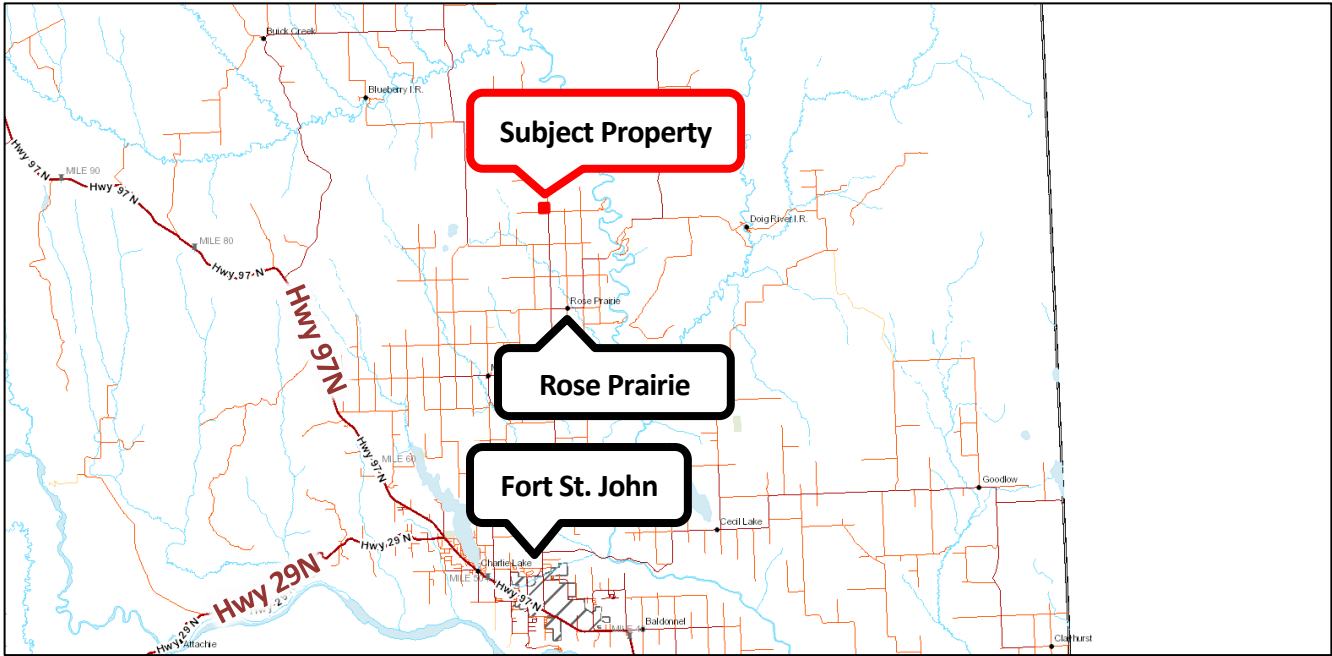 Buick Creek
Blueberry I.R.
Subject Property
Hwy 97 N
MILE 90
Hwy 97 N
Doig River I.R.
MILE 80
Hwy 97 N
Hwy 97N
Rose Prairie
Rose Prairie
Hwy 97 N
MILE 60
Fort St. John
Goodlow
Cecil Lake
Hwy 29 N
Charlie Lake
Hwy 29N
Hwy 97 N
Baldonnel
Hwy 29 N
Attachie